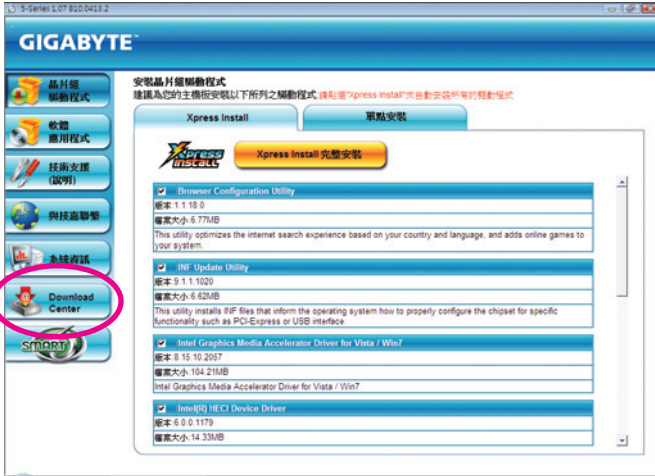 5-Series 1.07 B10.0413.2
GIGABYTE™
晶片組
驅動程式
軟體
應用程式
技術支援
(說明)
與技嘉聯繫
系統資訊
Download
Center
SMART
安裝晶片組驅動程式
建議為您的主機板安裝以下所列之驅動程式;請點選"Xpress Install"來自動安裝所有的驅動程式
Xpress Install
單點安裝
Xpress
INSTALL
Xpress Install 完整安裝
Browser Configuration Utility
版本:1.1.18.0
檔案大小:6.77MB
This utility optimizes the internet search experience based on your country and language, and adds online games to
your system.
INF Update Utility
版本:9.1.1.1020
檔案大小:6.62MB
This utility installs INF files that inform the operating system how to properly configure the chipset for specific
functionality such as PCI-Express or USB interface.
Intel Graphics Media Accelerator Driver for Vista / Win7
版本:8.15.10.2057
檔案大小:104.21MB
Intel Graphics Media Accelerator Driver for Vista / Win7
Intel(R) HECI Device Driver
版本:6.0.0.1179
檔案大小:14.33MB